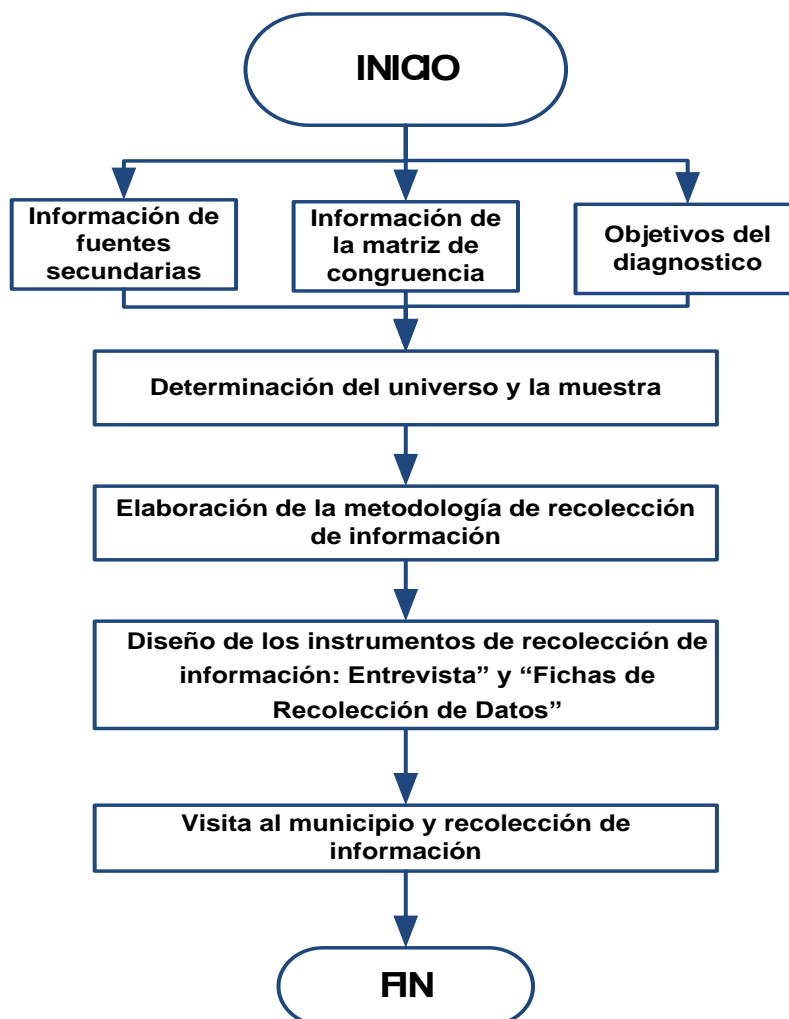 INICIO
Información de
fuentes
secundarias
Información de
la matriz de
congruencia
Objetivos del
diagnostico
Determinación del universo y la muestra
Elaboración de la metodología de recolección
de información
Diseño de los instrumentos de recolección de
información: Entrevista” y “Fichas de
Recolección de Datos”
Visita al municipio y recolección de
información
FIN